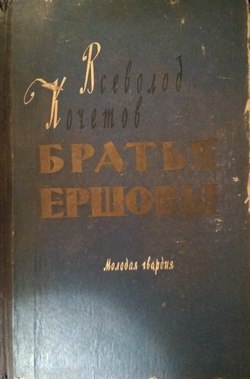 Всеволод
Кочетов
БРАТЬЯ
ЕРШОВЫ
Молодая гвардия